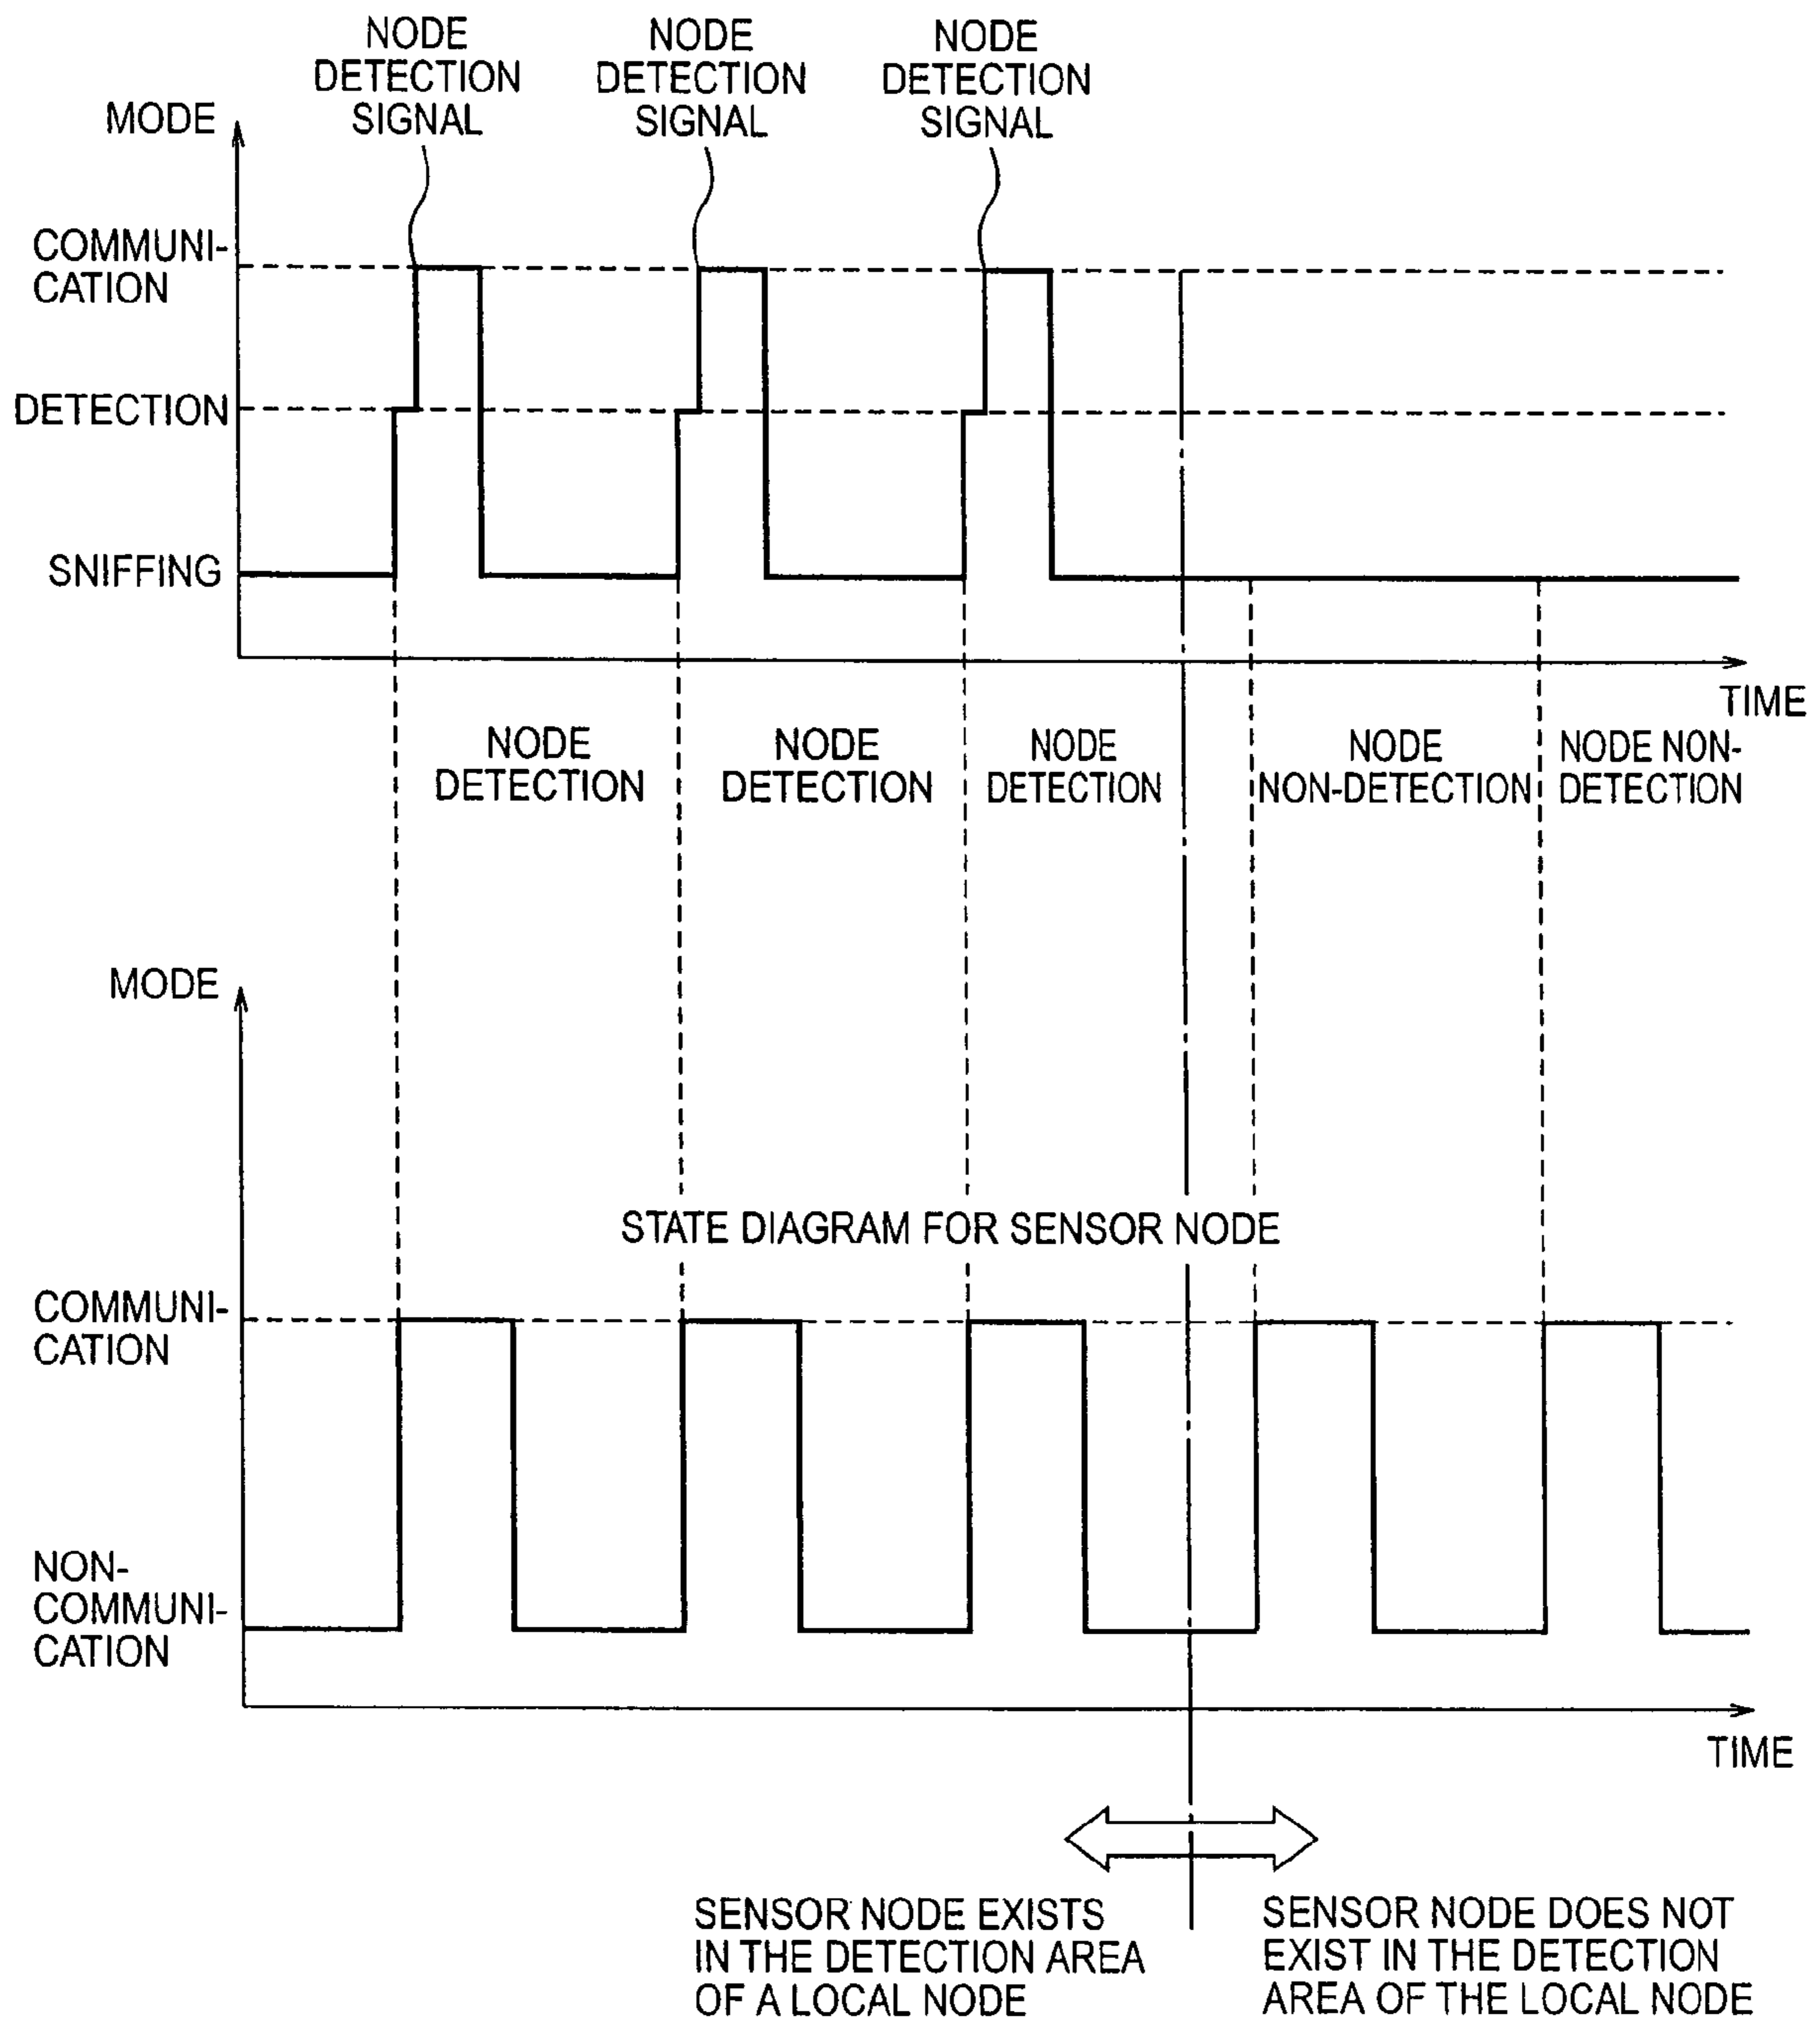 NODE
DETECTION
SIGNAL
NODE
DETECTION
SIGNAL
NODE
DETECTION
SIGNAL
MODE
COMMUNI-
CATION
DETECTION
SNIFFING
TIME
NODE
DETECTION
NODE
DETECTION
NODE
DETECTION
NODE
NON-DETECTION
NODE NON-
DETECTION
MODE
STATE DIAGRAM FOR SENSOR NODE
COMMUNI-
CATION
NON-
COMMUNI-
CATION
TIME
SENSOR NODE EXISTS
IN THE DETECTION AREA
OF A LOCAL NODE
SENSOR NODE DOES NOT
EXIST IN THE DETECTION
AREA OF THE LOCAL NODE